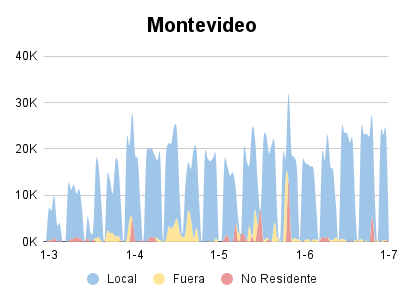 Montevideo
40K
30K
20K
10K
0K
1-3 1-4 1-5 1-6 1-7
Local Fuera No Residente